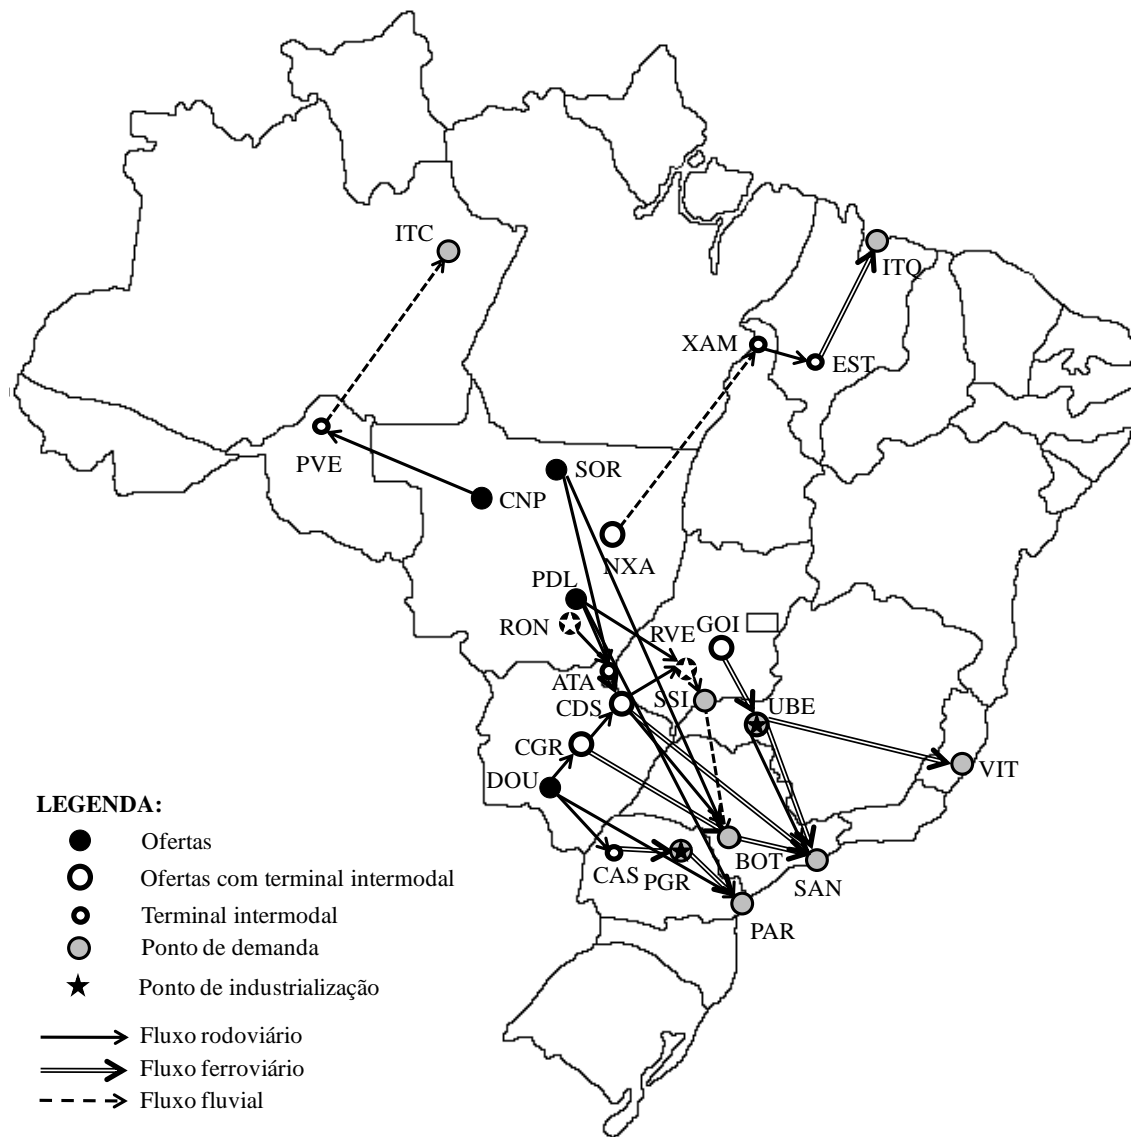 ITC
ITQ
XAM
EST
PVE
SOR
CNP
NXA
PDL
RON
RVE
GOI
ATA
SSI
CDS
UBE
CGR
VIT
DOU
BOT
CAS
PGR
SAN
PAR
LEGENDA:
Ofertas
Ofertas com terminal intermodal
Terminal intermodal
Ponto de demanda
Ponto de industrialização
Fluxo rodoviário
Fluxo ferroviário
Fluxo fluvial